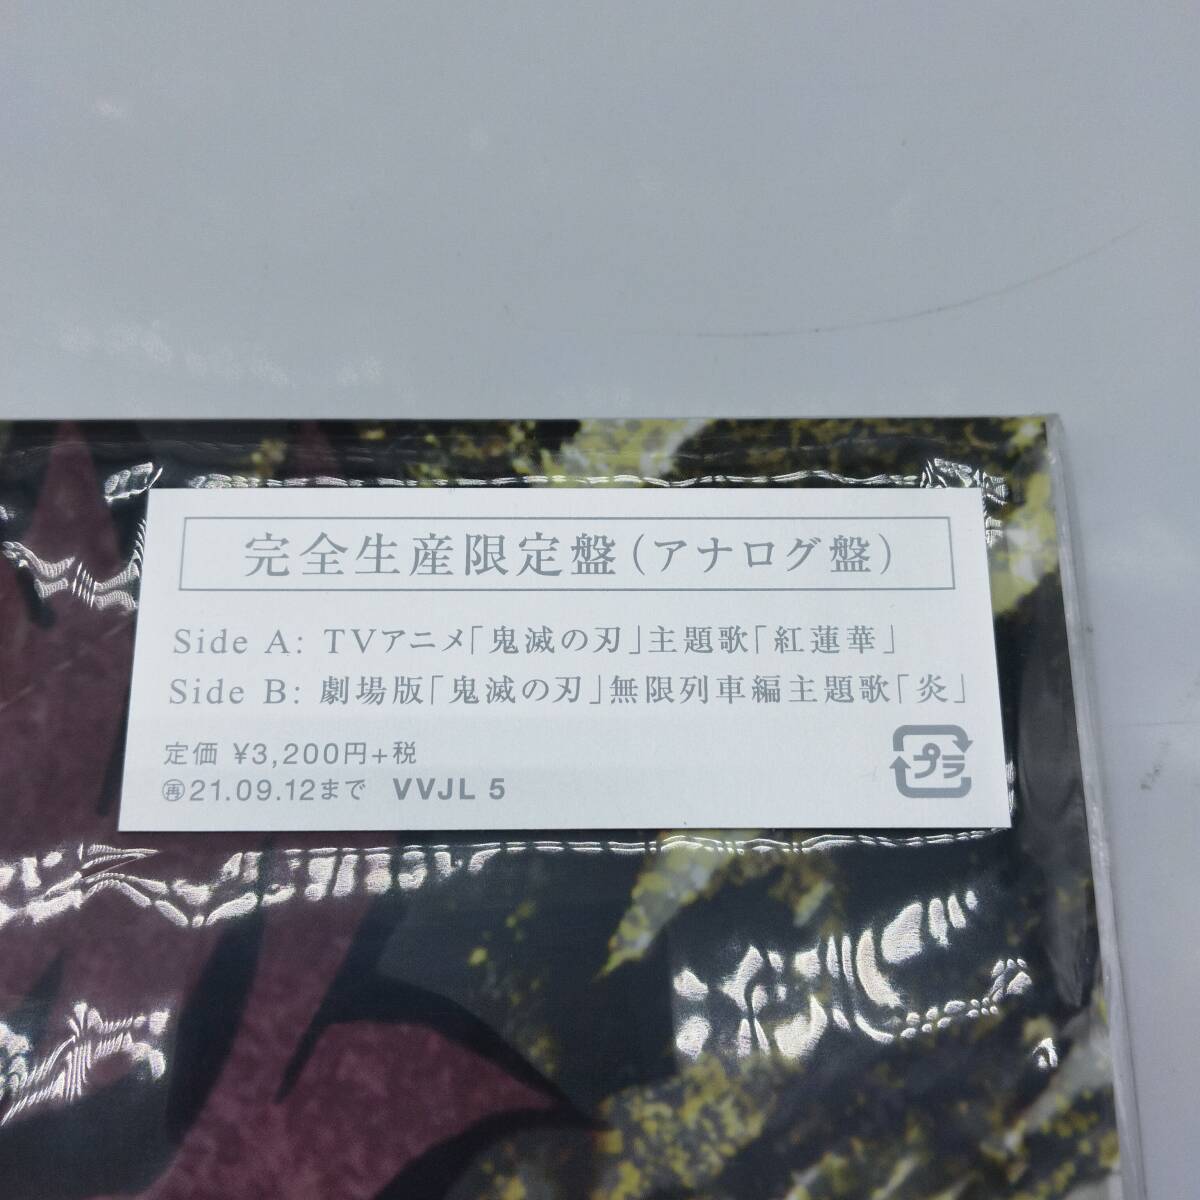 完全生産限定盤(アナログ盤)
Side A: TVアニメ「鬼滅の刃」主題歌「紅蓮華」
Side B: 劇場版「鬼滅の刃」無限列車編主題歌「炎」
定価 ¥3,200円+税
㊢21.09.12まで VVJL 5
プラ